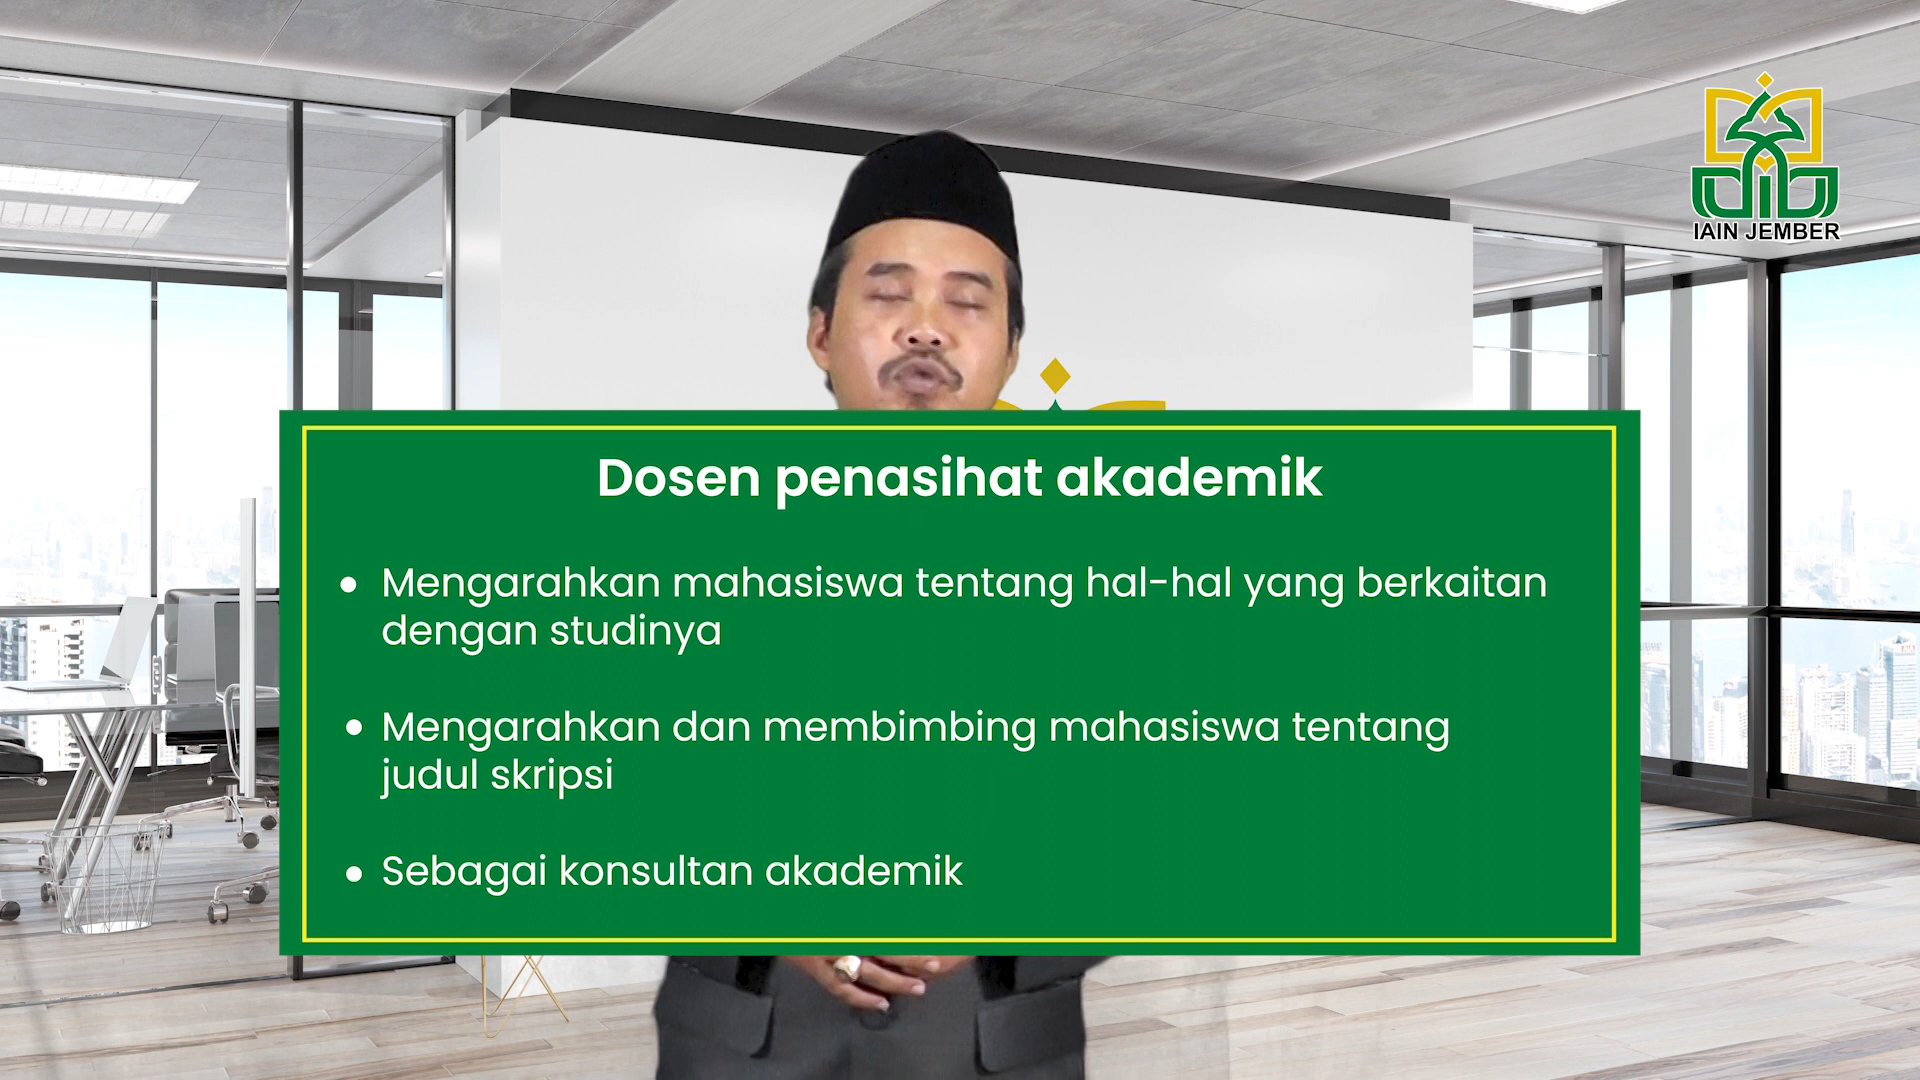 IAIN JEMBER
Dosen penasihat akademik
• Mengarahkan mahasiswa tentang hal-hal yang berkaitan
dengan studinya
• Mengarahkan dan membimbing mahasiswa tentang
judul skripsi
• Sebagai konsultan akademik